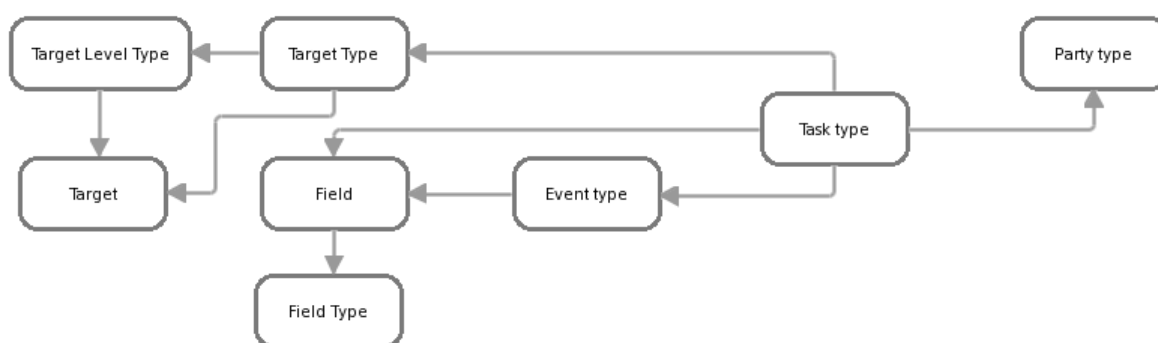 Target Level Type
Target Type
Party type
Task type
Target
Field
Event type
Field Type